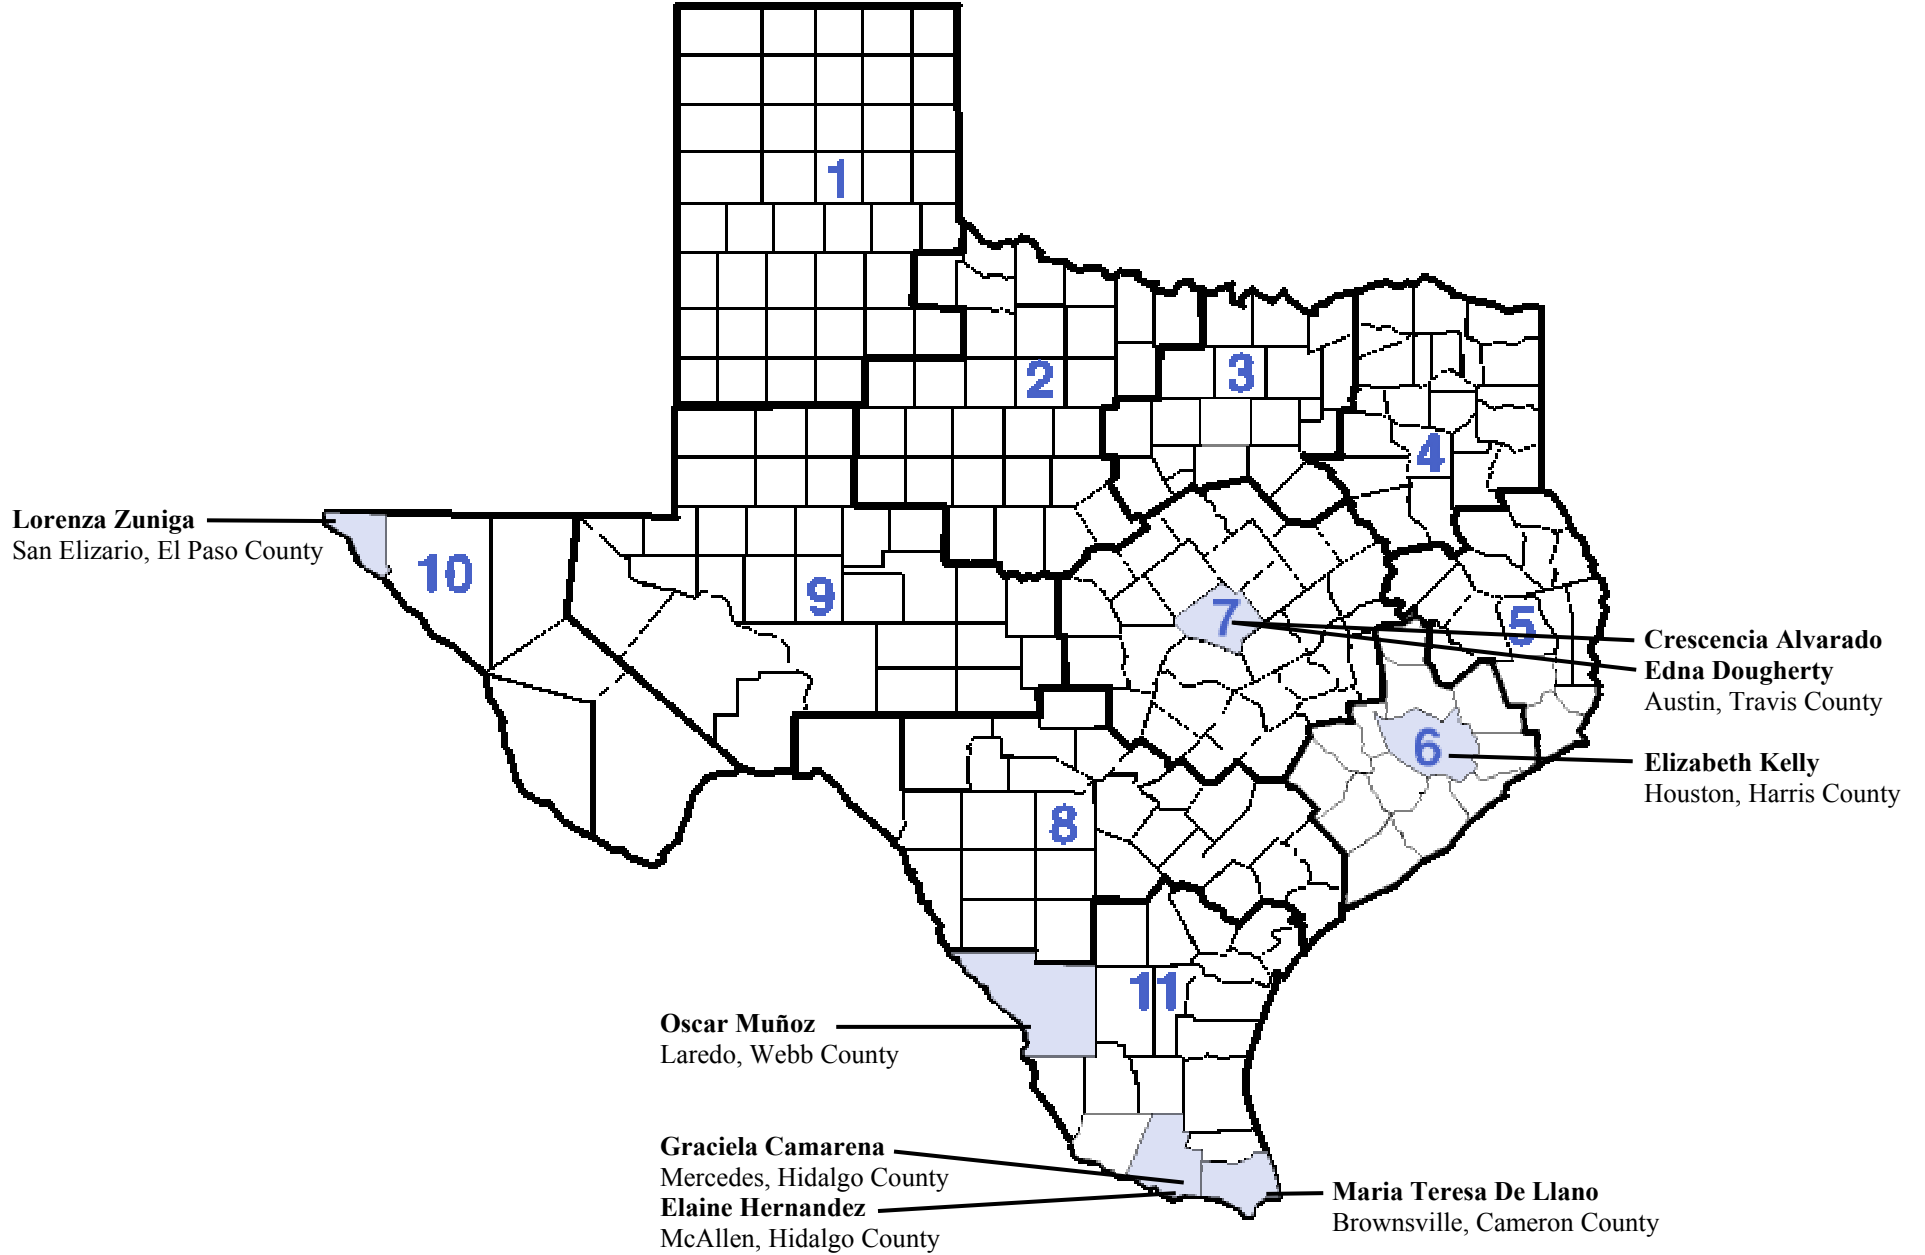 1
2
3
4
Lorenza Zuniga
San Elizario, El Paso County
10
9
7
5
Crescencia Alvarado
Edna Dougherty
Austin, Travis County
6
Elizabeth Kelly
Houston, Harris County
8
11
Oscar Muñoz
Laredo, Webb County
Graciela Camarena
Mercedes, Hidalgo County
Elaine Hernandez
McAllen, Hidalgo County
Maria Teresa De Llano
Brownsville, Cameron County